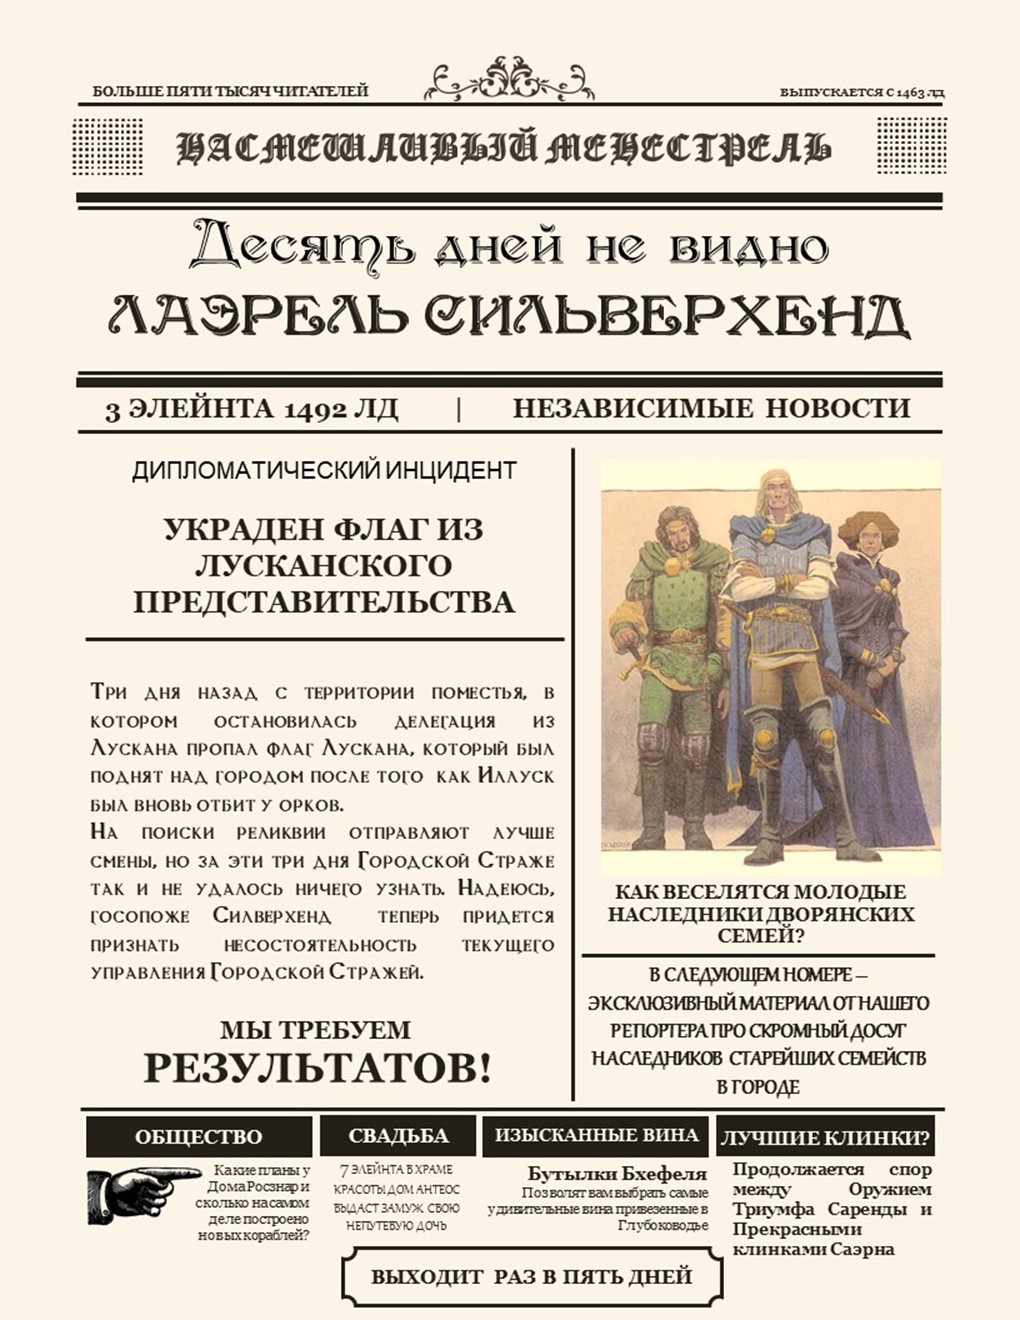 БОЛЬШЕ ПЯТИ ТЫСЯЧ ЧИТАТЕЛЕЙ
ВЫПУСКАЕТСЯ С 1463 ЛД
НАСМЕШЛИВЫЙ МЕНЕСТРЕЛЬ
Десять дней не видно
ЛАЭРЕЛЬ СИЛЬВЕРХЕНД
3 ЭЛЕЙНТА 1492 ЛД | НЕЗАВИСИМЫЕ НОВОСТИ
ДИПЛОМАТИЧЕСКИЙ ИНЦИДЕНТ
УКРАДЕН ФЛАГ ИЗ
ЛУСКАНСКОГО
ПРЕДСТАВИТЕЛЬСТВА
Три дня назад с территории поместья, в
котором остановилась делегация из
Лускана пропал флаг Лускана, который был
поднят над городом после того как Иллуск
был вновь отбит у орков.
На поиски реликвии отправляют лучше
смены, но за эти три дня Городской Страже
так и не удалось ничего узнать. Надеюсь,
госопоже Силверхенд теперь придется
признать несостоятельность текущего
управления Городской Стражей.
МЫ ТРЕБУЕМ
РЕЗУЛЬТАТОВ!
КАК ВЕСЕЛЯТСЯ МОЛОДЫЕ
НАСЛЕДНИКИ ДВОРЯНСКИХ
СЕМЕЙ?
В СЛЕДУЮЩЕМ НОМЕРЕ –
ЭКСКЛЮЗИВНЫЙ МАТЕРИАЛ ОТ НАШЕГО
РЕПОРТЕРА ПРО СКРОМНЫЙ ДОСУГ
НАСЛЕДНИКОВ СТАРЕЙШИХ СЕМЕЙСТВ
В ГОРОДЕ
ОБЩЕСТВО
Какие планы у
Дома Росзнар и
сколько на самом
деле построено
новых кораблей?
СВАДЬБА
7 ЭЛЕЙНТА В ХРАМЕ
КРАСОТЫ ДОМ АНТЕОС
ВЫДАСТ ЗАМУЖ СВОЮ
НЕПУТЕВУЮ ДОЧЬ
ИЗЫСКАННЫЕ ВИНА
Бутылки Бхефеля
Позволят вам выбрать самые
удивительные вина привезенные в
Глубоководье
ЛУЧШИЕ КЛИНКИ?
Продолжается спор
между Оружием
Триумфа Саренды и
Прекрасными
клинками Саэрна
ВЫХОДИТ РАЗ В ПЯТЬ ДНЕЙ